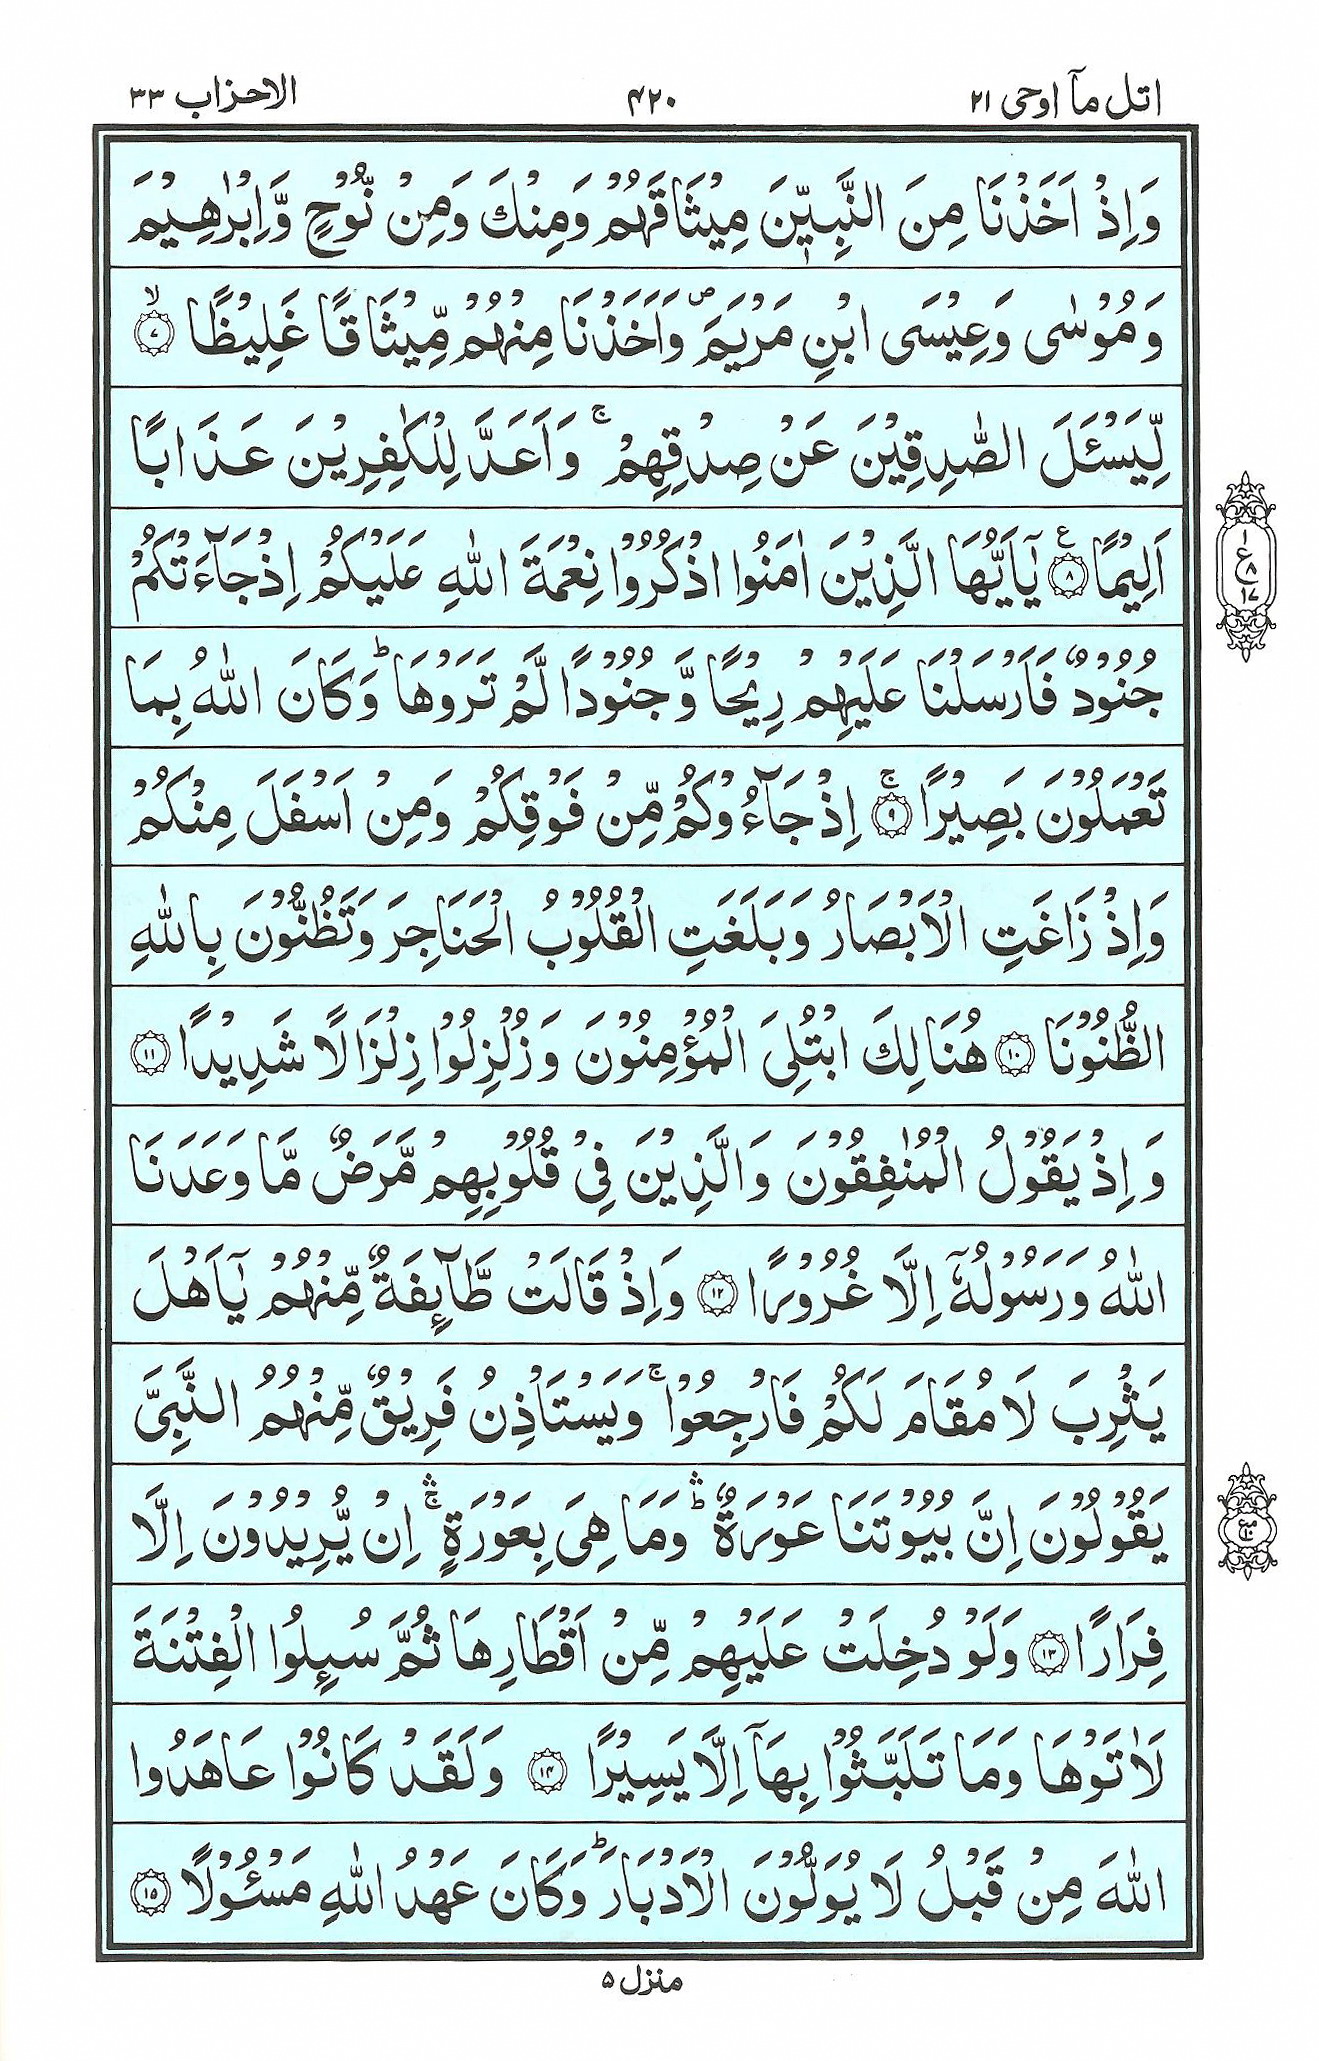 اتل مآ اوحی ۲۱
۴۲۰
الاحزاب ۳۳
وَاِذْ اَخَذْنَا مِنَ النَّبِيّٖنَ مِيْثَاقَهُمْ وَمِنْكَ وَمِنْ نُّوْحٍ وَّاِبْرٰهِيْمَ
وَمُوْسٰى وَعِيْسَى ابْنِ مَرْيَمَ ۪ وَاَخَذْنَا مِنْهُمْ مِّيْثَاقًا غَلِيْظًا ۙ‏﴿۷﴾
لِّيَسْئَلَ الصّٰدِقِيْنَ عَنْ صِدْقِهِمْ ۚ وَاَعَدَّ لِلْكٰفِرِيْنَ عَذَابًا
اَلِيْمًا ﴿۸﴾ ع يٰۤاَيُّهَا الَّذِيْنَ اٰمَنُوا اذْكُرُوْا نِعْمَةَ اللّٰهِ عَلَيْكُمْ اِذْ جَآءَتْكُمْ
ا ع ۸ ۱۷
جُنُوْدٌ فَاَرْسَلْنَا عَلَيْهِمْ رِيْحًا وَّجُنُوْدًا لَّمْ تَرَوْهَا ؕ وَكَانَ اللّٰهُ بِمَا
تَعْمَلُوْنَ بَصِيْرًا ۚ﴿۹﴾ اِذْ جَآءُوْكُمْ مِّنْ فَوْقِكُمْ وَمِنْ اَسْفَلَ مِنْكُمْ
وَاِذْ زَاغَتِ الْاَبْصَارُ وَبَلَغَتِ الْقُلُوْبُ الْحَنَاجِرَ وَتَظُنُّوْنَ بِاللّٰهِ
الظُّنُوْنَا ﴿۱۰﴾ هُنَالِكَ ابْتُلِىَ الْمُؤْمِنُوْنَ وَزُلْزِلُوْا زِلْزَالًا شَدِيْدًا ﴿۱۱﴾
وَاِذْ يَقُوْلُ الْمُنٰفِقُوْنَ وَالَّذِيْنَ فِىْ قُلُوْبِهِمْ مَّرَضٌ مَّا وَعَدَنَا
اللّٰهُ وَرَسُوْلُهٗۤ اِلَّا غُرُوْرًا ﴿۱۲﴾ وَاِذْ قَالَتْ طَّآئِفَةٌ مِّنْهُمْ يٰۤاَهْلَ
يَثْرِبَ لَا مُقَامَ لَكُمْ فَارْجِعُوْا ۚ وَيَسْتَاْذِنُ فَرِيْقٌ مِّنْهُمُ النَّبِىَّ
يَقُوْلُوْنَ اِنَّ بُيُوْتَنَا عَوْرَةٌ ۛؕ وَمَا هِىَ بِعَوْرَةٍ ۛۚ اِنْ يُّرِيْدُوْنَ اِلَّا
فِرَارًا ﴿۱۳﴾ وَلَوْ دُخِلَتْ عَلَيْهِمْ مِّنْ اَقْطَارِهَا ثُمَّ سُئِلُوا الْفِتْنَةَ
لَاٰتَوْهَا وَمَا تَلَبَّثُوْا بِهَاۤ اِلَّا يَسِيْرًا ﴿۱۴﴾ وَلَقَدْ كَانُوْا عَاهَدُوا
اللّٰهَ مِنْ قَبْلُ لَا يُوَلُّوْنَ الْاَدْبَارَ ؕ وَكَانَ عَهْدُ اللّٰهِ مَسْئُوْلًا ﴿۱۵﴾
منزل ۵